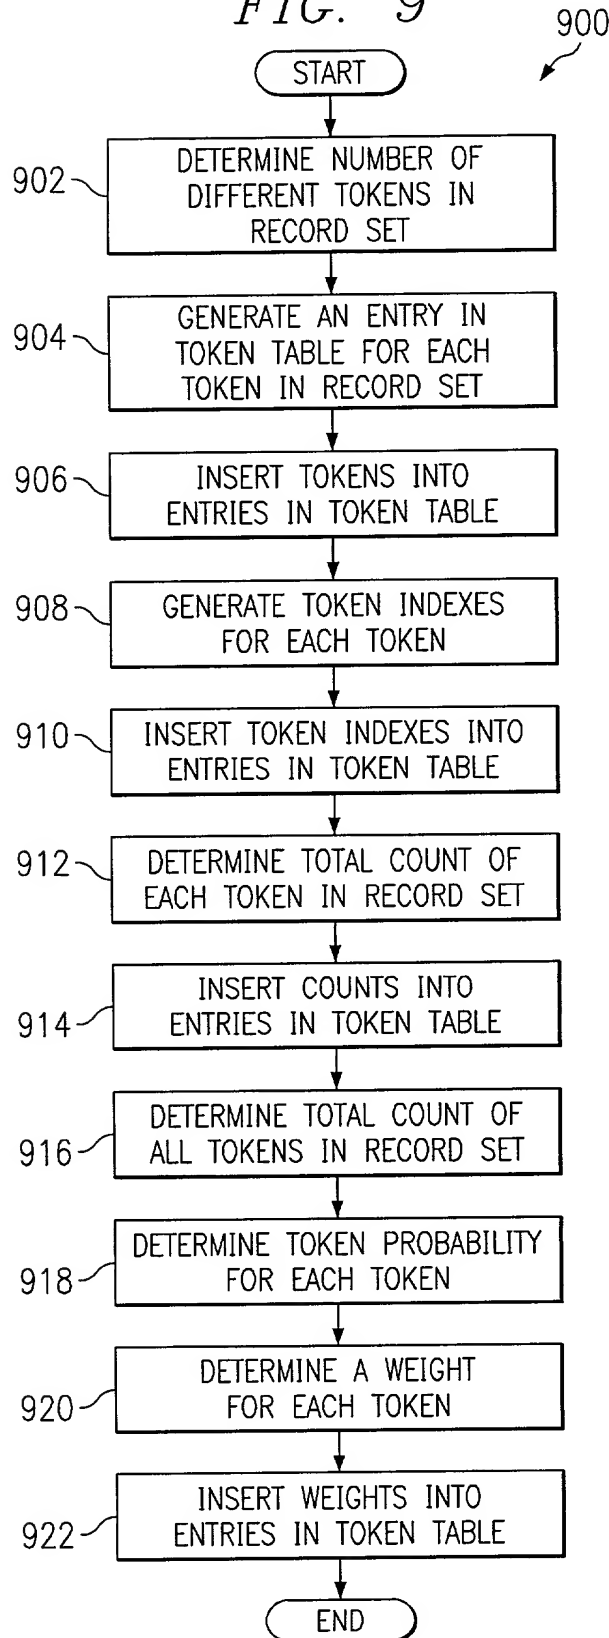 FIG. 9
900
START
902
DETERMINE NUMBER OF
DIFFERENT TOKENS IN
RECORD SET
904
GENERATE AN ENTRY IN
TOKEN TABLE FOR EACH
TOKEN IN RECORD SET
906
INSERT TOKENS INTO
ENTRIES IN TOKEN TABLE
908
GENERATE TOKEN INDEXES
FOR EACH TOKEN
910
INSERT TOKEN INDEXES INTO
ENTRIES IN TOKEN TABLE
912
DETERMINE TOTAL COUNT OF
EACH TOKEN IN RECORD SET
914
INSERT COUNTS INTO
ENTRIES IN TOKEN TABLE
916
DETERMINE TOTAL COUNT OF
ALL TOKENS IN RECORD SET
918
DETERMINE TOKEN PROBABILITY
FOR EACH TOKEN
920
DETERMINE A WEIGHT
FOR EACH TOKEN
922
INSERT WEIGHTS INTO
ENTRIES IN TOKEN TABLE
END